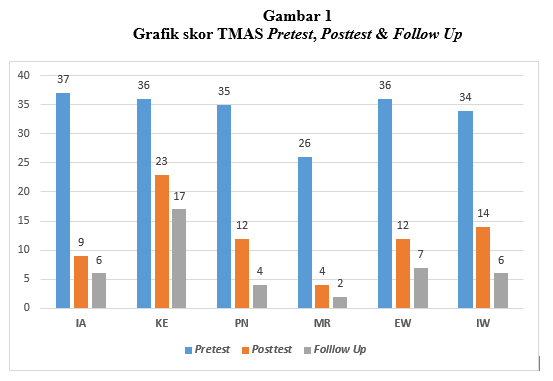 Gambar 1
Grafik skor TMAS Pretest, Posttest & Follow Up
40
35
30
25
20
15
10
5
0
37 9 6
36 23 17
35 12 4
26 4 2
36 12 7
34 14 6
IA KE PN MR EW IW
Pretest Posttest Folllow Up